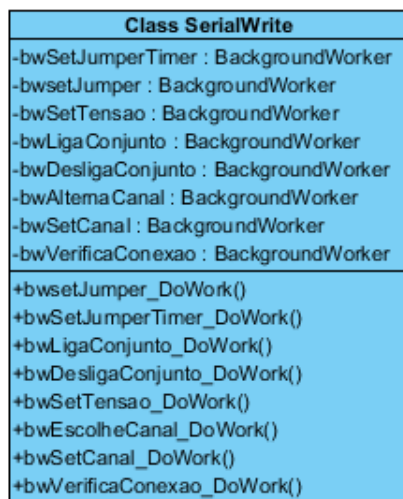 Class SerialWrite
-bwSetJumperTimer : BackgroundWorker
-bwsetJumper : BackgroundWorker
-bwSetTensao : BackgroundWorker
-bwLigaConjunto : BackgroundWorker
-bwDesligaConjunto : BackgroundWorker
-bwAlternaCanal : BackgroundWorker
-bwSetCanal : BackgroundWorker
-bwVerificaConexao : BackgroundWorker
+bwsetJumper_DoWork()
+bwSetJumperTimer_DoWork()
+bwLigaConjunto_DoWork()
+bwDesligaConjunto_DoWork()
+bwSetTensao_DoWork()
+bwEscolheCanal_DoWork()
+bwSetCanal_DoWork()
+bwVerificaConexao_DoWork()